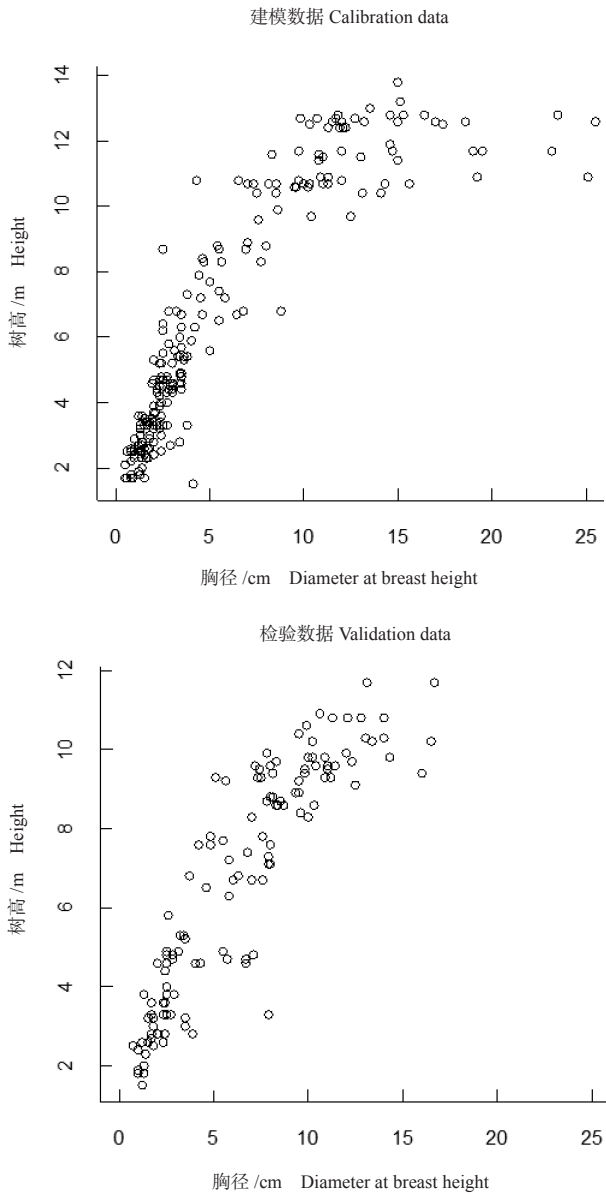 建模数据 Calibration data
14
12
10
8
6
4
2
树高 /m Height
0 5 10 15 20 25
胸径 /cm Diameter at breast height
检验数据 Validation data
12
10
8
6
4
2
树高 /m Height
0 5 10 15 20 25
胸径 /cm Diameter at breast height